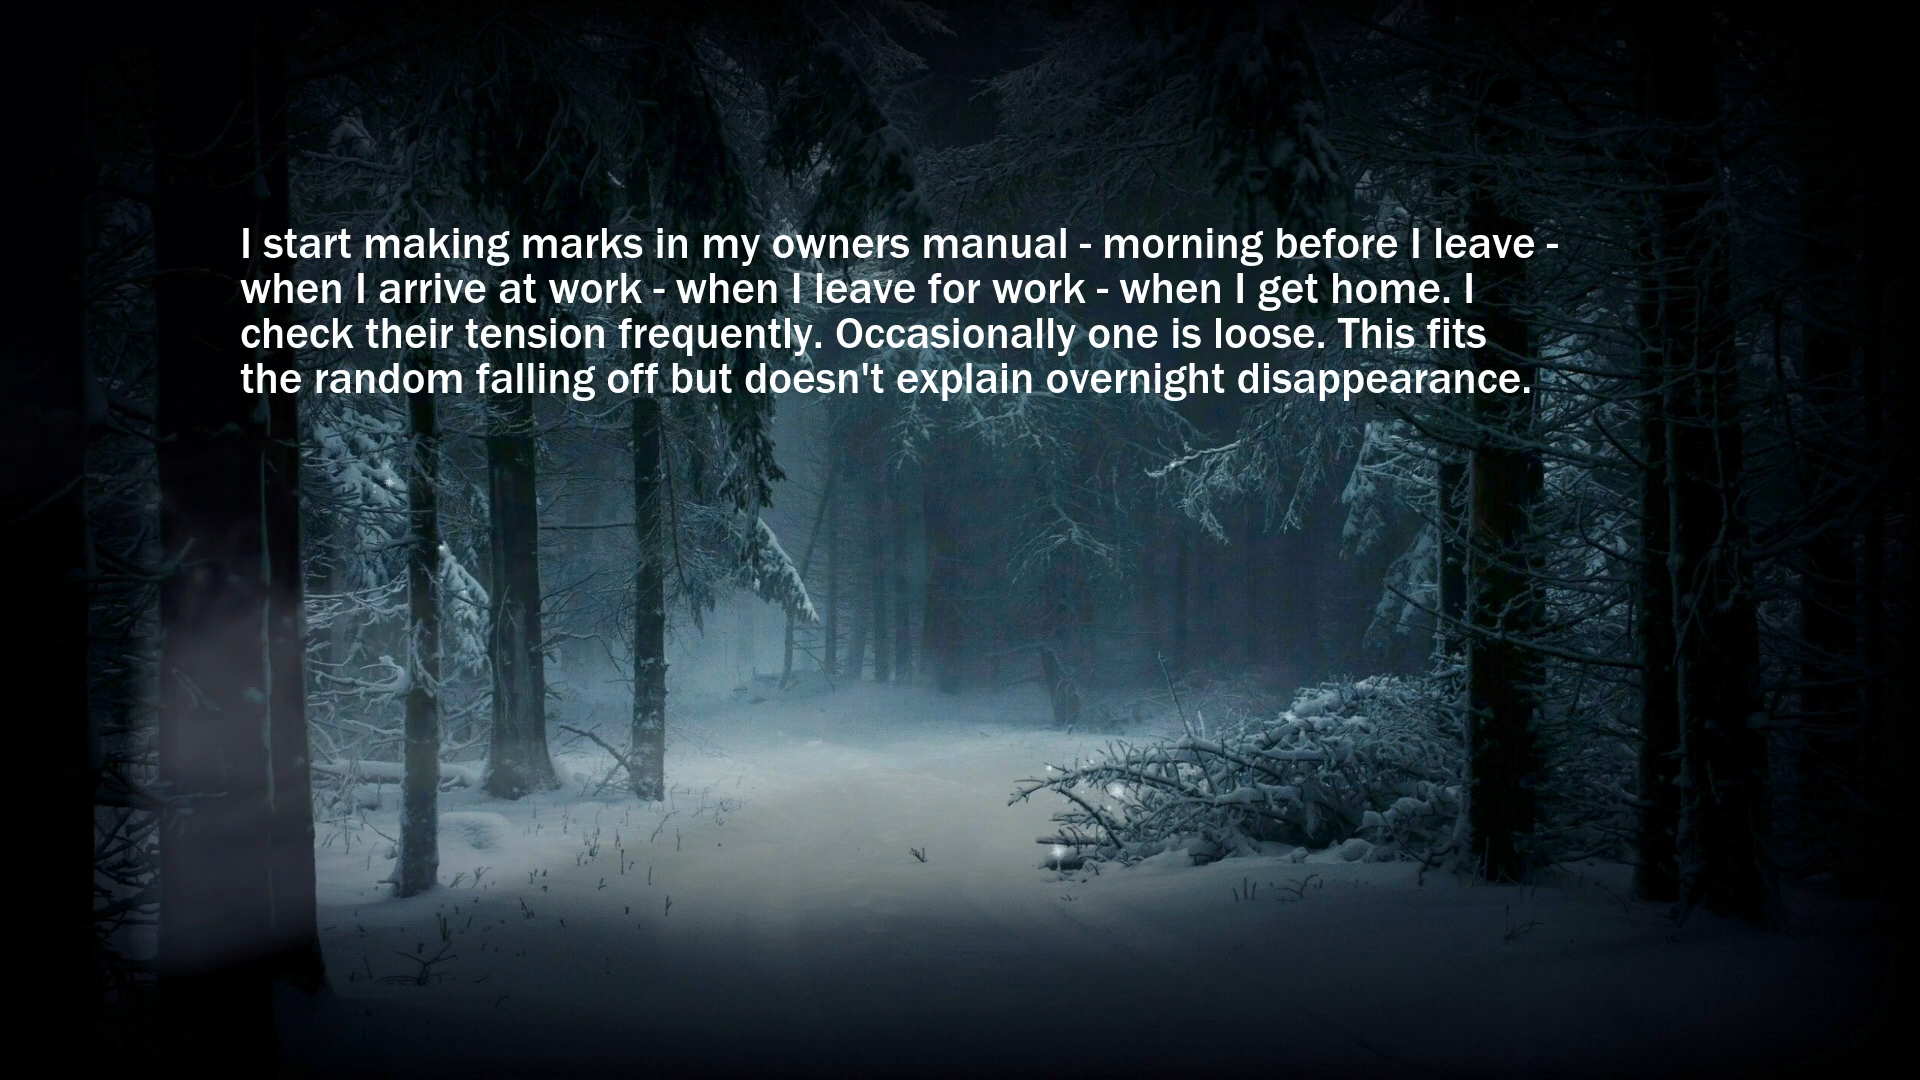 I start making marks in my owners manual - morning before I leave -
when I arrive at work - when I leave for work - when I get home. I
check their tension frequently. Occasionally one is loose. This fits
the random falling off but doesn't explain overnight disappearance.